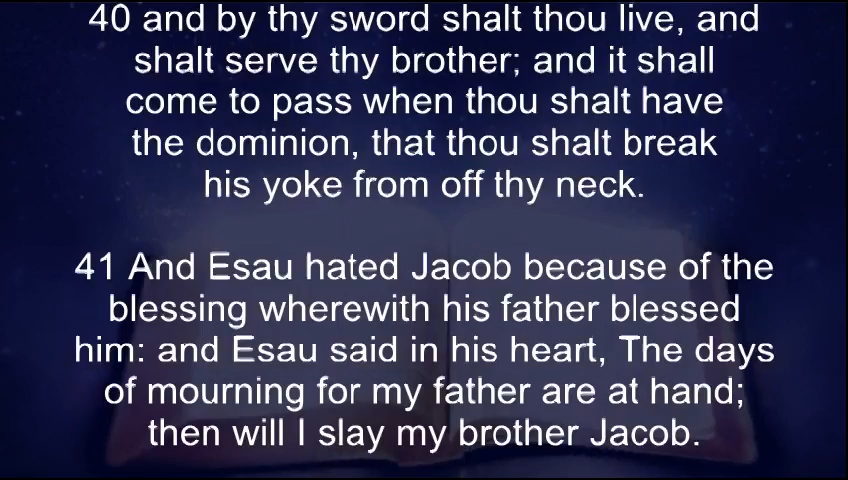 40 and by thy sword shalt thou live, and
shalt serve thy brother; and it shall
come to pass when thou shalt have
the dominion, that thou shalt break
his yoke from off thy neck.
41 And Esau hated Jacob because of the
blessing wherewith his father blessed
him: and Esau said in his heart, The days
of mourning for my father are at hand;
then will I slay my brother Jacob.